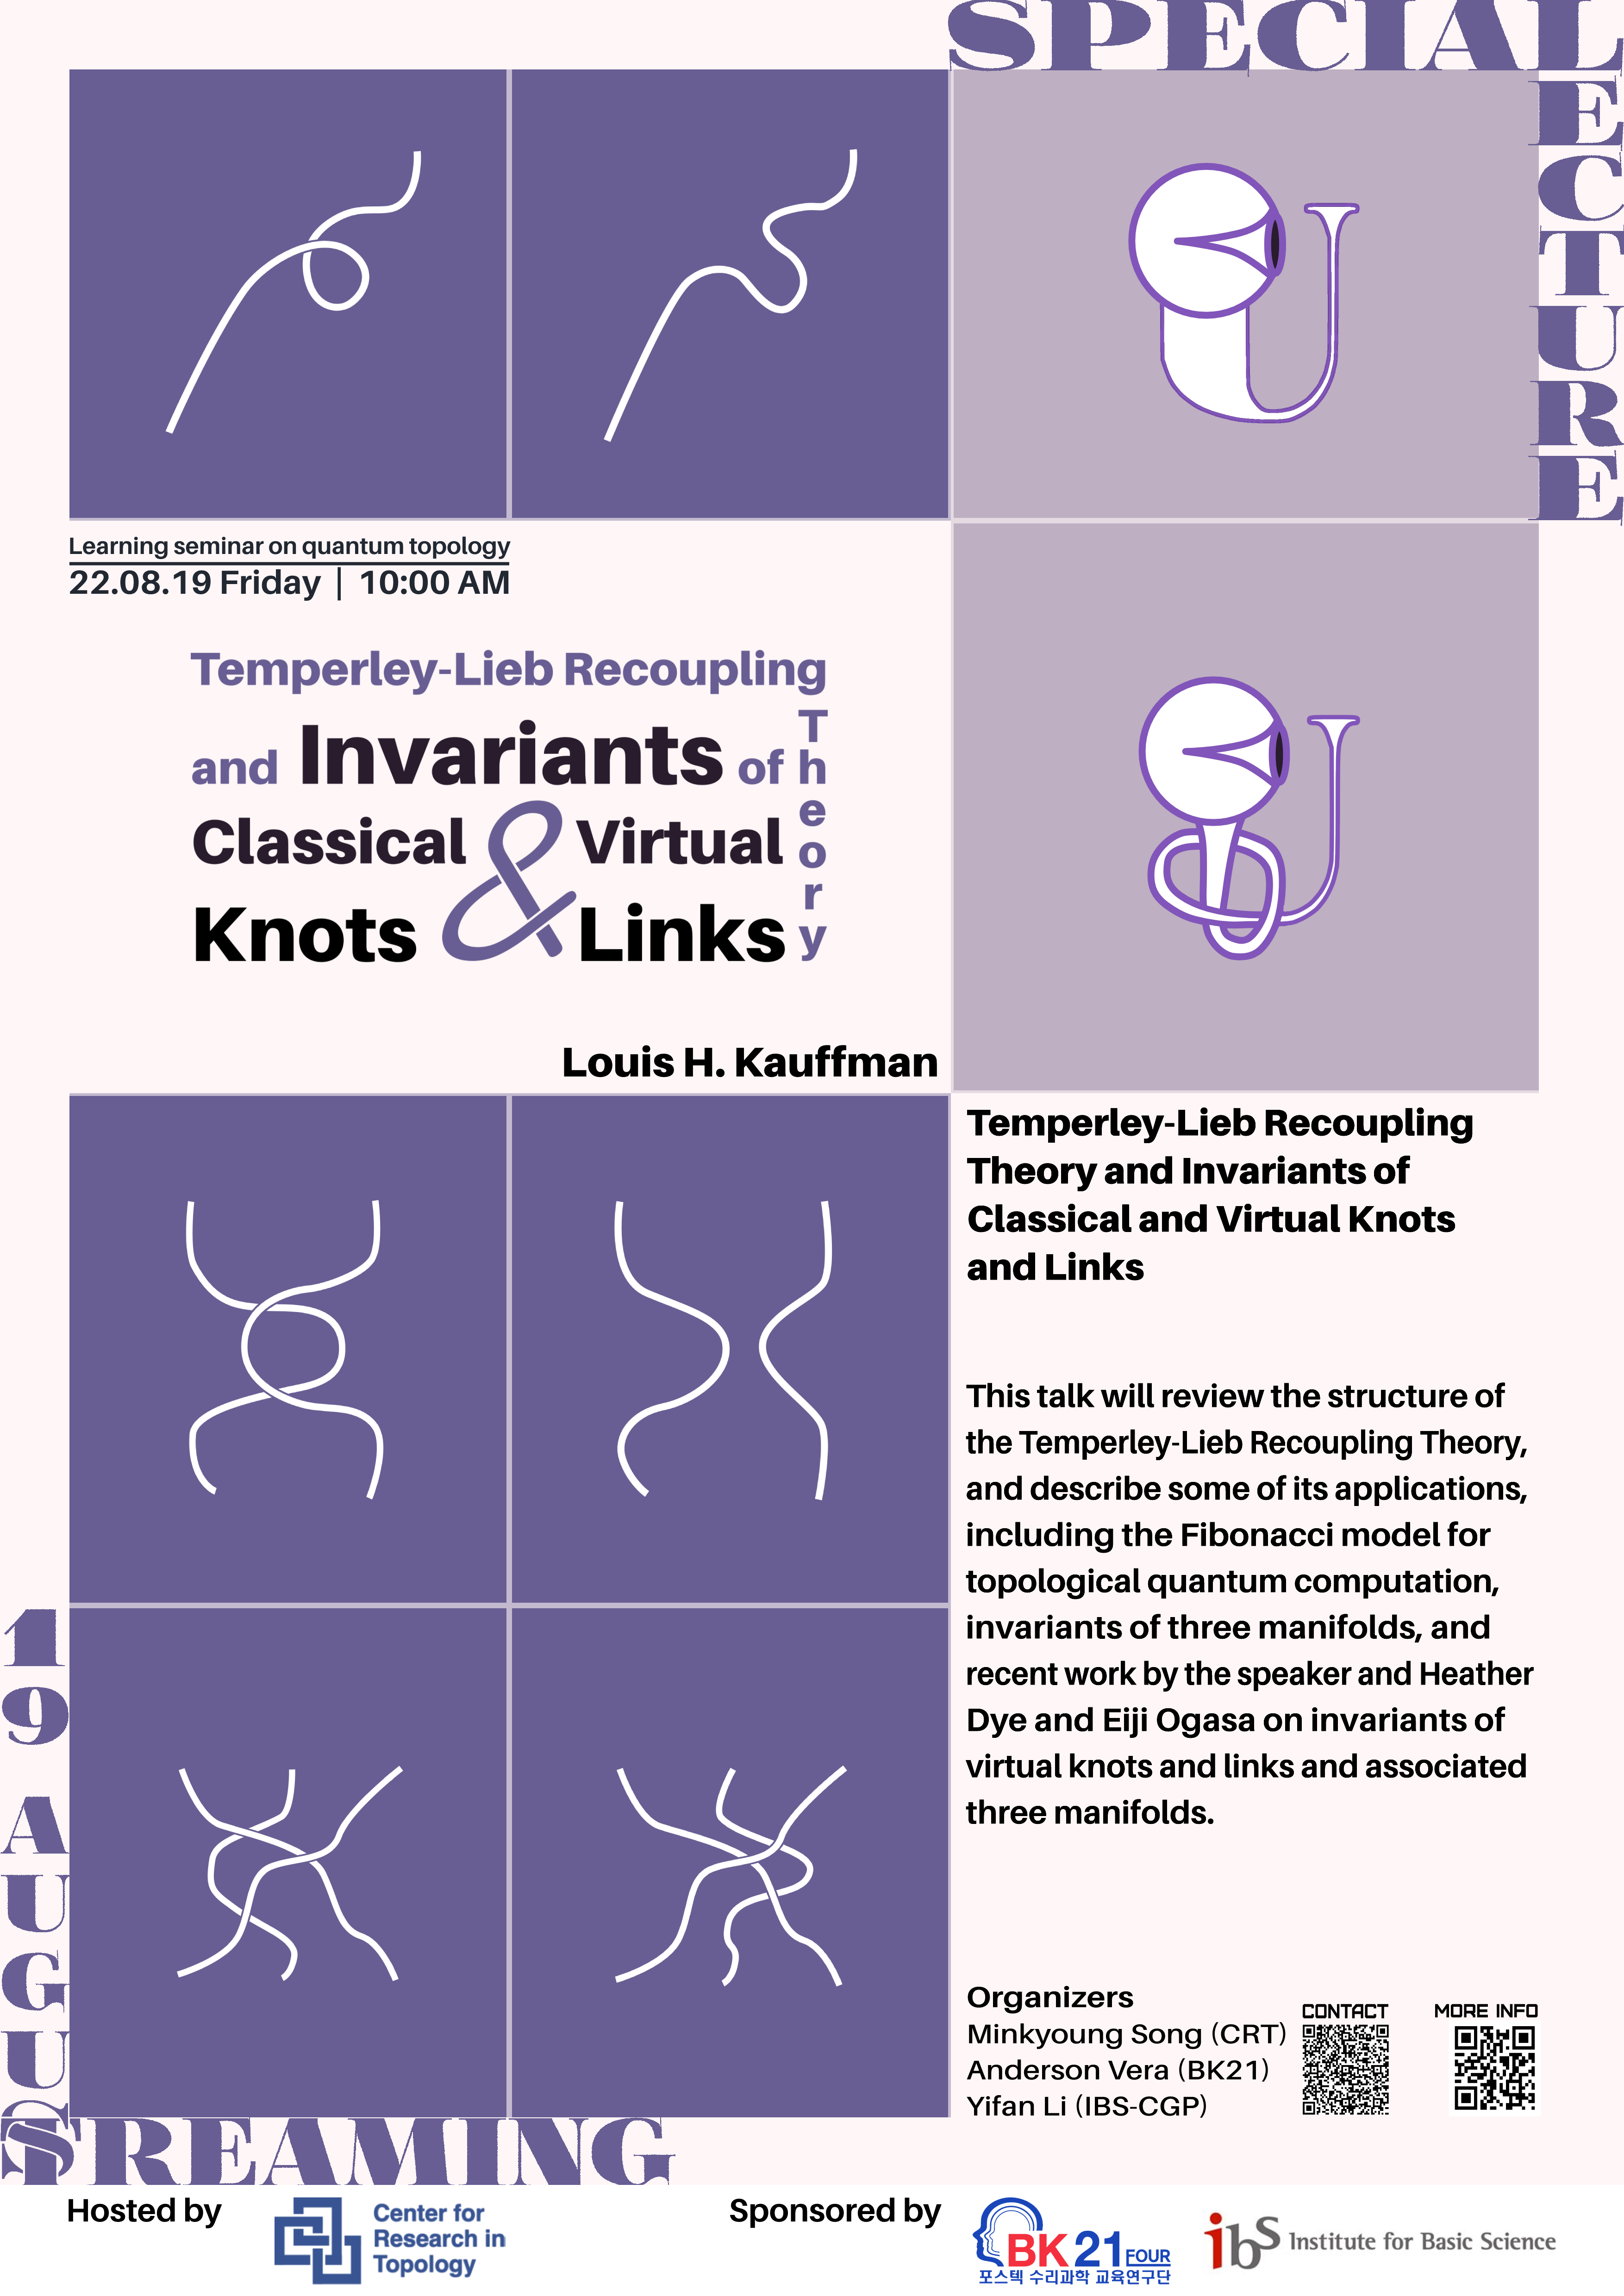 SPECIAL
LECTURE
Learning seminar on quantum topology
22.08.19 Friday | 10:00 AM
Temperley-Lieb Recoupling
Theory
and Invariants of
Classical & Virtual
Knots Links
Louis H. Kauffman
Temperley-Lieb Recoupling
Theory and Invariants of
Classical and Virtual Knots
and Links
This talk will review the structure of
the Temperley-Lieb Recoupling Theory,
and describe some of its applications,
including the Fibonacci model for
topological quantum computation,
invariants of three manifolds, and
recent work by the speaker and Heather
Dye and Eiji Ogasa on invariants of
virtual knots and links and associated
three manifolds.
19 AUGUST
STREAMING
Organizers
Minkyoung Song (CRT)
Anderson Vera (BK21)
Yifan Li (IBS-CGP)
CONTACT
MORE INFO
Hosted by
Center for
Research in
Topology
Sponsored by
BK 21 FOUR
포스텍 수리과학 교육연구단
ibS Institute for Basic Science